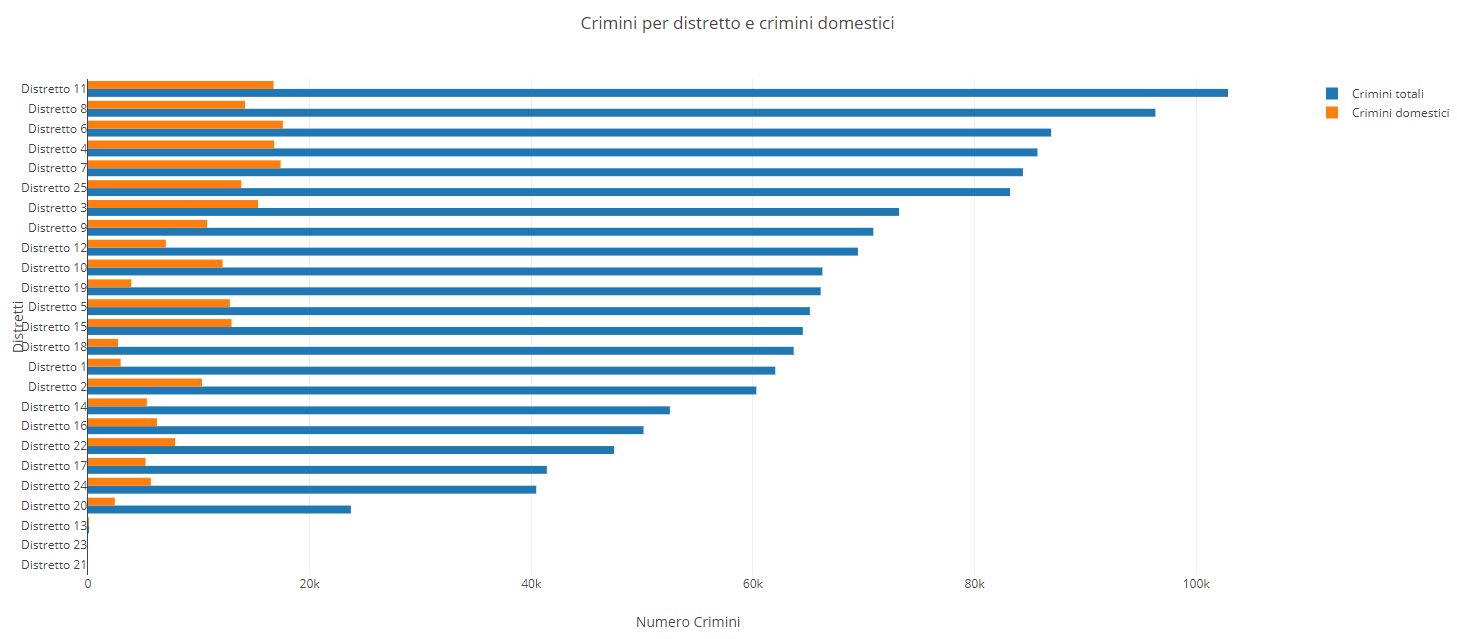 Crimini per distretto e crimini domestici
Crimini totali
Crimini domestici
Distretti
Distretto 11
Distretto 8
Distretto 6
Distretto 4
Distretto 7
Distretto 25
Distretto 3
Distretto 9
Distretto 12
Distretto 10
Distretto 19
Distretto 5
Distretto 15
Distretto 18
Distretto 1
Distretto 2
Distretto 14
Distretto 16
Distretto 22
Distretto 17
Distretto 24
Distretto 20
Distretto 13
Distretto 23
Distretto 21
0 20k 40k 60k 80k 100k
Numero Crimini